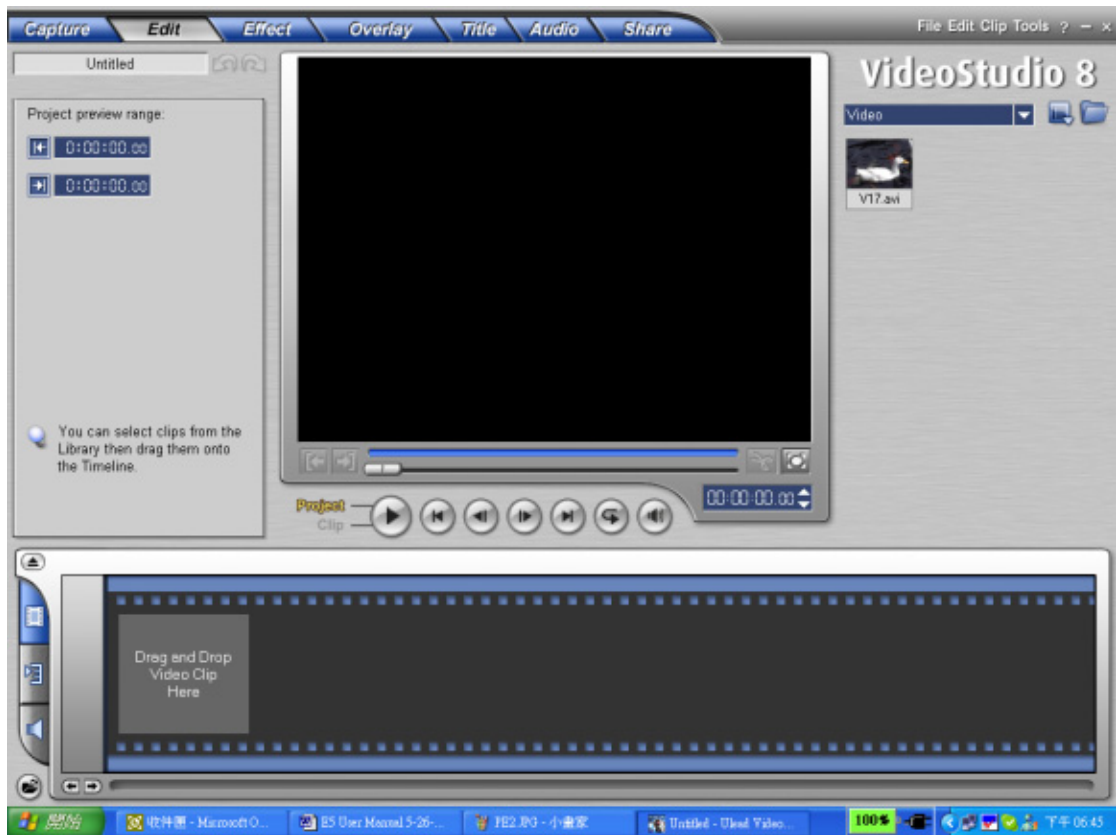 Capture Edit Effect Overlay Title Audio Share
File Edit Clip Tools ? – ×
Untitled
VideoStudio 8
Project preview range:
Video
0:00:00.00
0:00:00.00
V17.avi
You can select clips from the
Library then drag them onto
the Timeline.
00:00:00.00
Project
Clip
Drag and Drop
Video Clip
Here
開始 收件匣 - Microsoft O... E5 User Manual 5-26-... PE2.JPG - 小畫家 Untitled - Ulead Video... 100% 下午 06:45